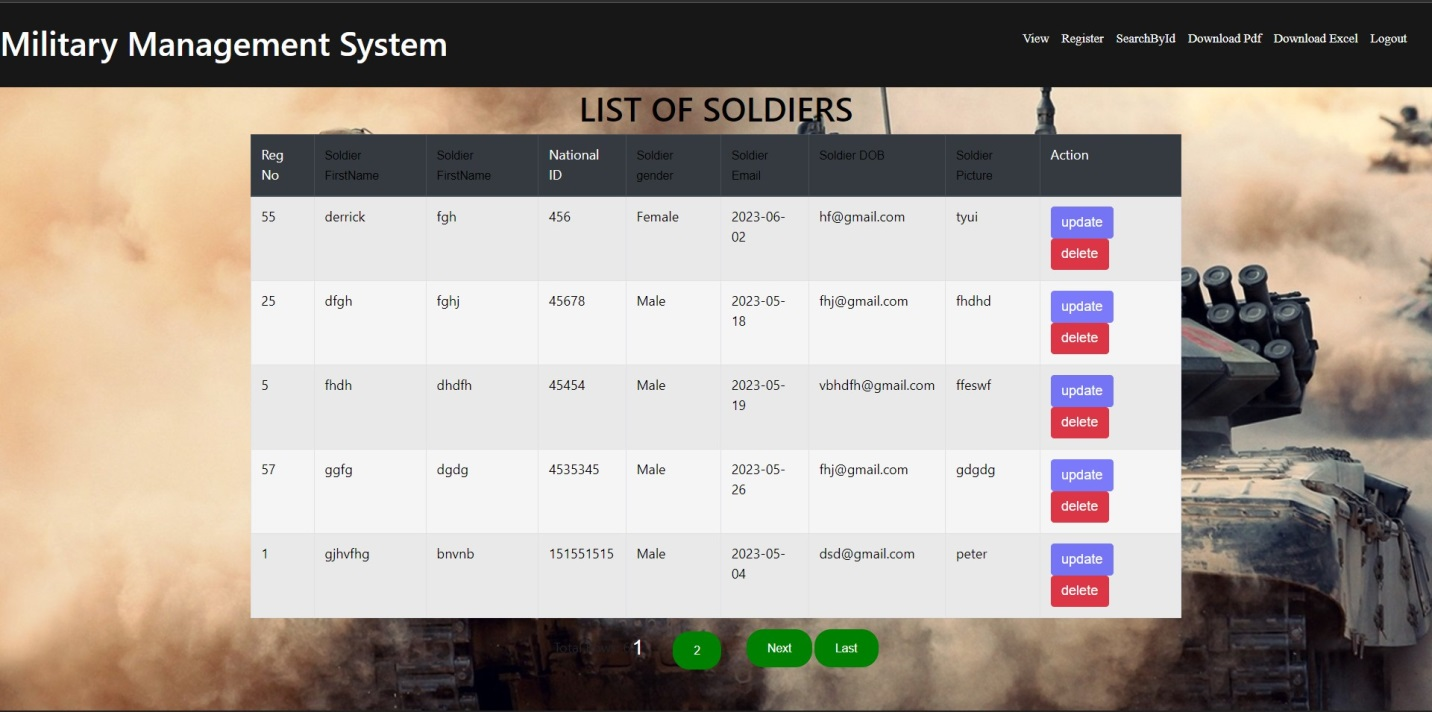 Military Management System
View Register SearchById Download Pdf Download Excel Logout
LIST OF SOLDIERS
Reg No Soldier FirstName Soldier FirstName National ID Soldier gender Soldier Email Soldier DOB Soldier Picture Action
55 derrick fgh 456 Female 2023-06-02 hf@gmail.com tyui update
delete
25 dfgh fghj 45678 Male 2023-05-18 fhj@gmail.com fhdhd update
delete
5 fhdh dhdfh 45454 Male 2023-05-19 vbhdfh@gmail.com ffeswf update
delete
57 ggfg dgdg 4535345 Male 2023-05-26 fhj@gmail.com gdgdg update
delete
1 gjhvfhg bnvnb 151551515 Male 2023-05-04 dsd@gmail.com peter update
delete
1 2 Next Last